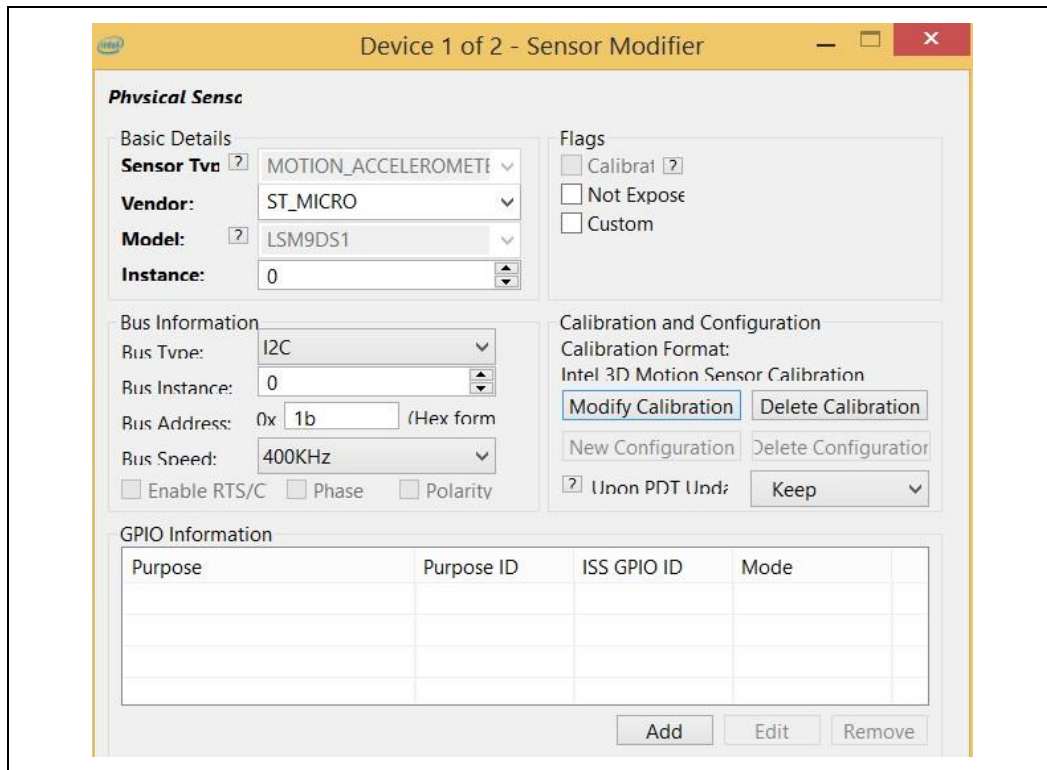 Device 1 of 2 - Sensor Modifier
Physical Senso
Basic Details
Sensor Typ ? MOTION_ACCELEROMETE
Vendor: ST_MICRO
Model: ? LSM9DS1
Instance: 0
Flags
Calibrat ?
Not Expose
Custom
Bus Information
Bus Type: I2C
Bus Instance: 0
Bus Address: 0x 1b (Hex form
Bus Speed: 400KHz
Enable RTS/C Phase Polarity
Calibration and Configuration
Calibration Format:
Intel 3D Motion Sensor Calibration
Modify Calibration Delete Calibration
New Configuration Delete Configuration
? Upon PDT Upda Keep
GPIO Information
Purpose Purpose ID ISS GPIO ID Mode
Add Edit Remove